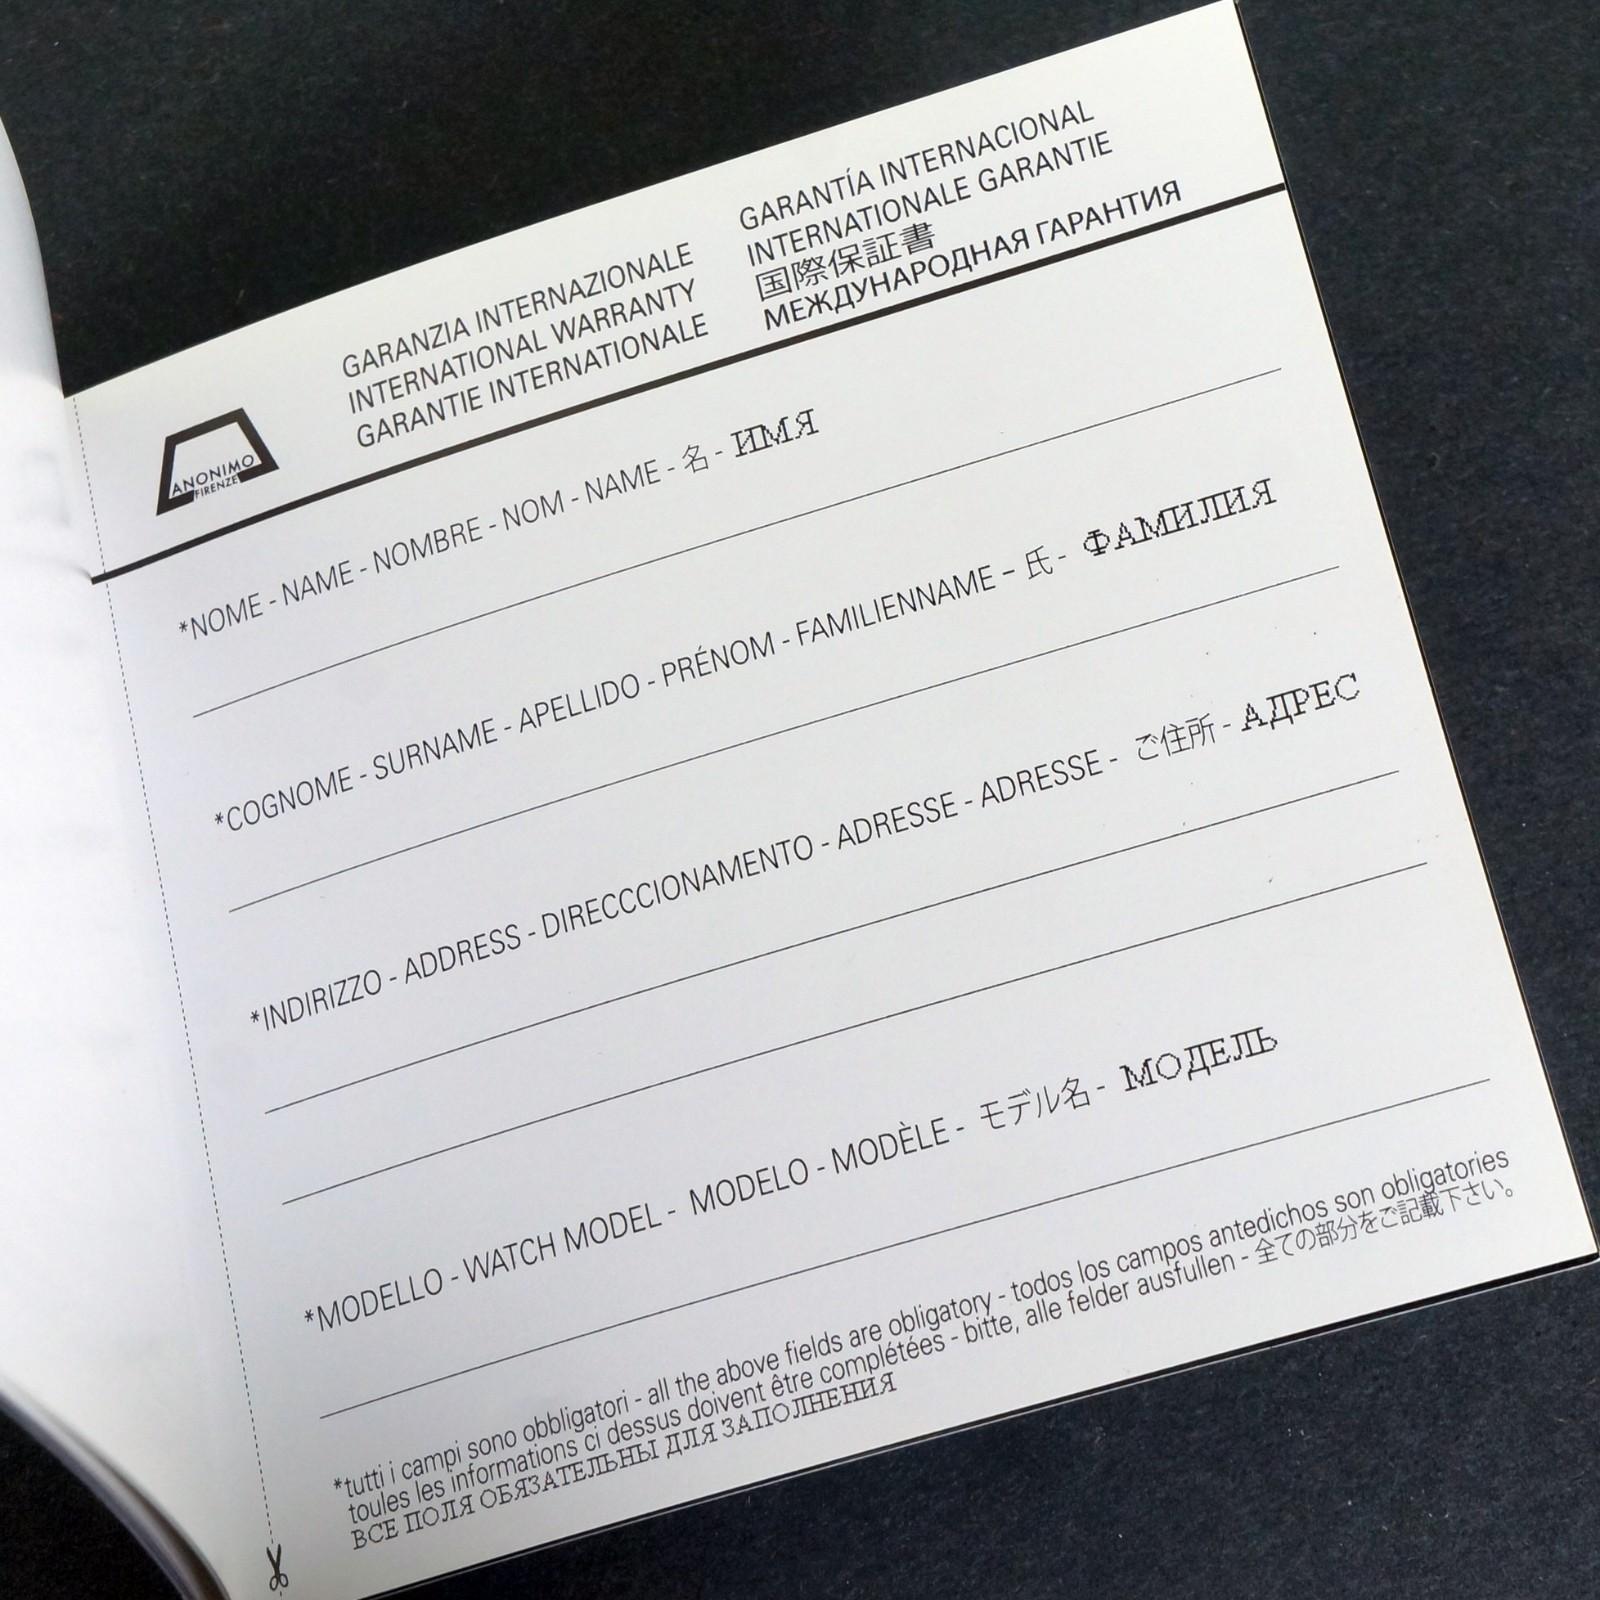 ANONIMO
FIRENZE
GARANZIA INTERNAZIONALE
INTERNATIONAL WARRANTY
GARANTIE INTERNATIONALE
GARANTÍA INTERNACIONAL
INTERNATIONALE GARANTIE
国際保証書
МЕЖДУНАРОДНАЯ ГАРАНТИЯ
*NOME - NAME - NOMBRE - NOM - NAME - 名 - ИМЯ
*COGNOME - SURNAME - APELLIDO - PRÉNOM - FAMILIENNAME – 氏 - ФАМИЛИЯ
*INDIRIZZO - ADDRESS - DIRECCCIONAMENTO - ADRESSE - ADRESSE - ご住所 - АДРЕС
*MODELLO - WATCH MODEL - MODELO - MODÈLE - モデル名 - МОДЕЛЬ
*tutti i campi sono obbligatori - all the above fields are obligatory - todos los campos antedichos son obligatories
toules les informations ci dessus doivent être complétées - bitte, alle felder ausfullen - 全ての部分をご記載下さい。
ВСЕ ПОЛЯ ОБЯЗАТЕЛЬНЫ ДЛЯ ЗАПОЛНЕНИЯ